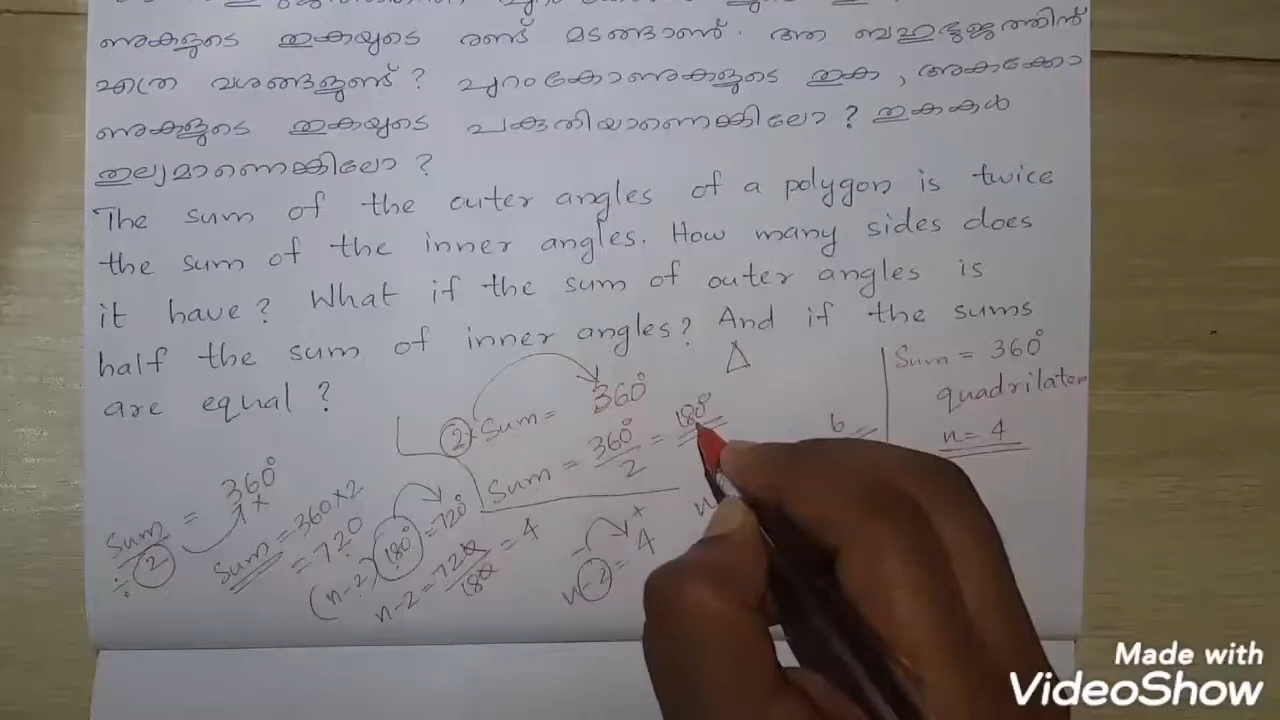 ണുകളുടെ തുകയുടെ രണ്ട് മടങ്ങാണ്. ആ ബഹുഭുജത്തിന്
എത്ര വശങ്ങളുണ്ട്? പുറംകോണുകളുടെ തുക, അകക്കോ
ണുകളുടെ തുകയുടെ പകുതിയാണെങ്കിലോ? തുകകൾ
തുല്യമാണെങ്കിലോ?
The sum of the outer angles of a polygon is twice
the sum of the inner angles. How many sides does
it have? What if the sum of outer angles is
half the sum of inner angles? And if the sums
are equal?
2 × Sum = 360°
Sum = 360°/2 = 180°
Sum = 360°
quadrilater
n = 4
6
Sum/2 = 360°
÷
Sum = 360×2
= 720
(n-2) 180° = 720°
n-2 = 720/180 = 4
n-2 = 4
+
n
Made with
VideoShow